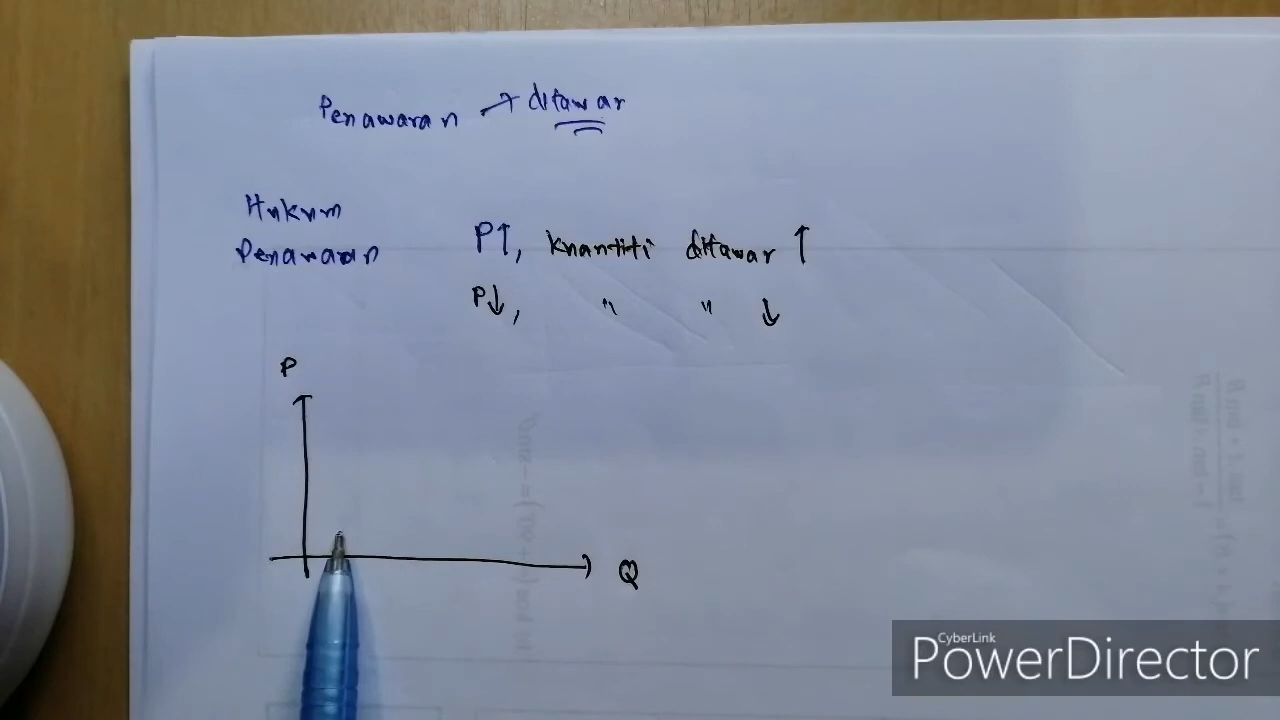 Penawaran → ditawar
Hukum
Penawaran
P↑, kuantiti ditawar ↑
P↓, " " ↓
P
Q
CyberLink
PowerDirector